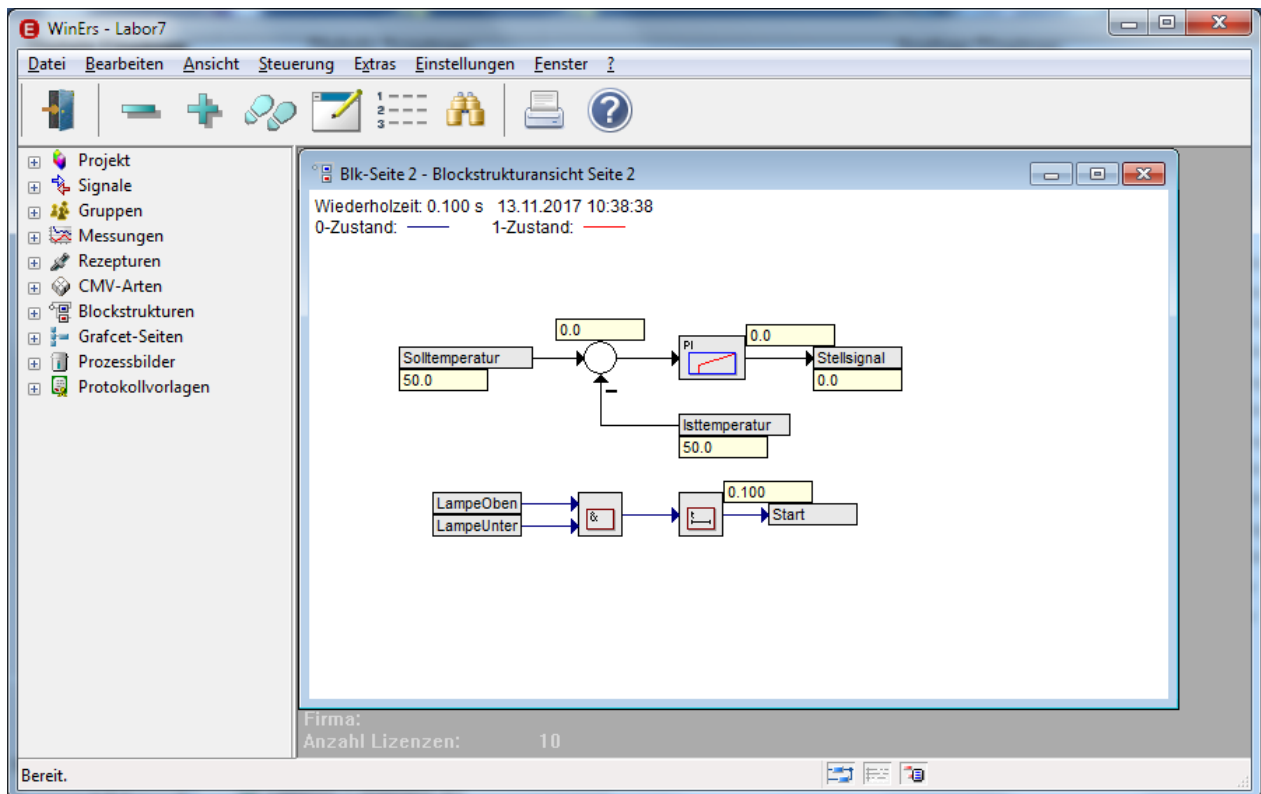 WinErs - Labor7
Datei Bearbeiten Ansicht Steuerung Extras Einstellungen Fenster ?
1
2
3
?
Projekt
Signale
Gruppen
Messungen
Rezepturen
CMV-Arten
Blockstrukturen
Grafcet-Seiten
Prozessbilder
Protokollvorlagen
Blk-Seite 2 - Blockstrukturansicht Seite 2
Wiederholzeit: 0.100 s 13.11.2017 10:38:38
0-Zustand: 1-Zustand:
0.0
0.0
PI
Solltemperatur
Stellsignal
50.0
0.0
Isttemperatur
50.0
0.100
LampeOben
&
t
Start
LampeUnter
Firma:
Anzahl Lizenzen: 10
Bereit.